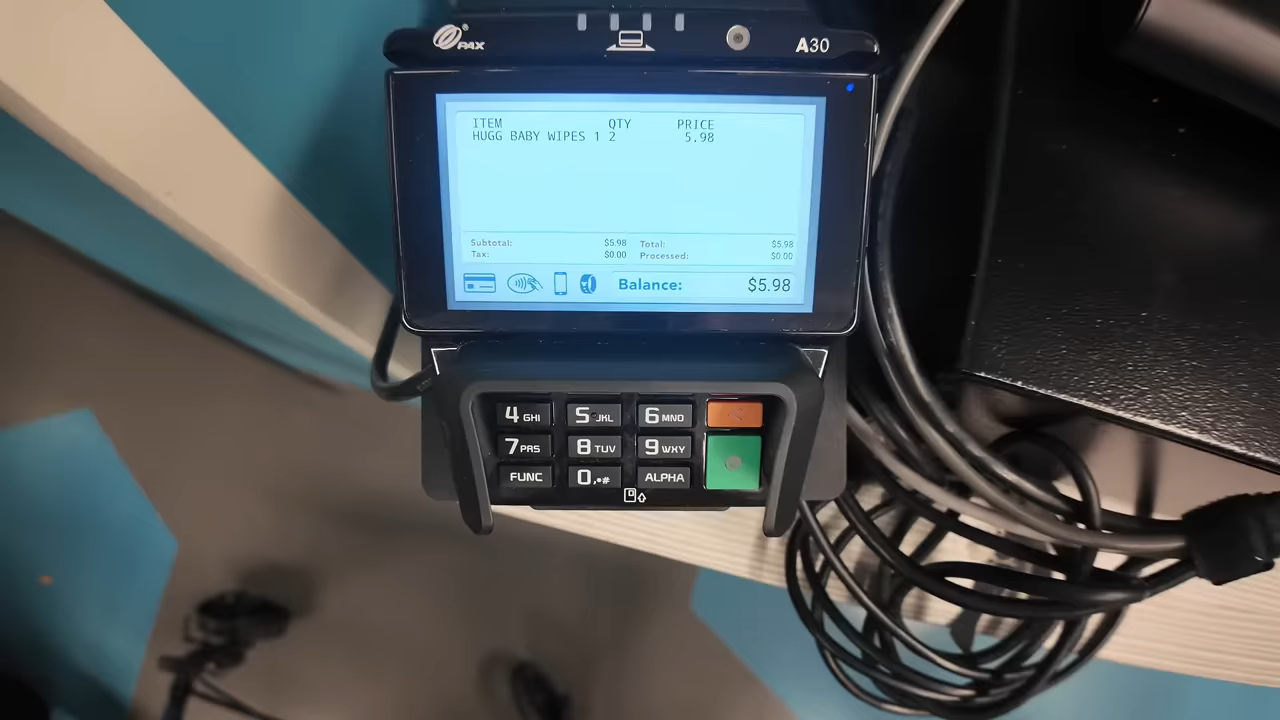 PAX A30
ITEM QTY PRICE
HUGG BABY WIPES 1 2 5.98
Subtotal: $5.98 Total: $5.98
Tax: $0.00 Processed: $0.00
Balance: $5.98
4 GHI 5 JKL 6 MNO
7 PRS 8 TUV 9 WXY
FUNC 0,*# ALPHA